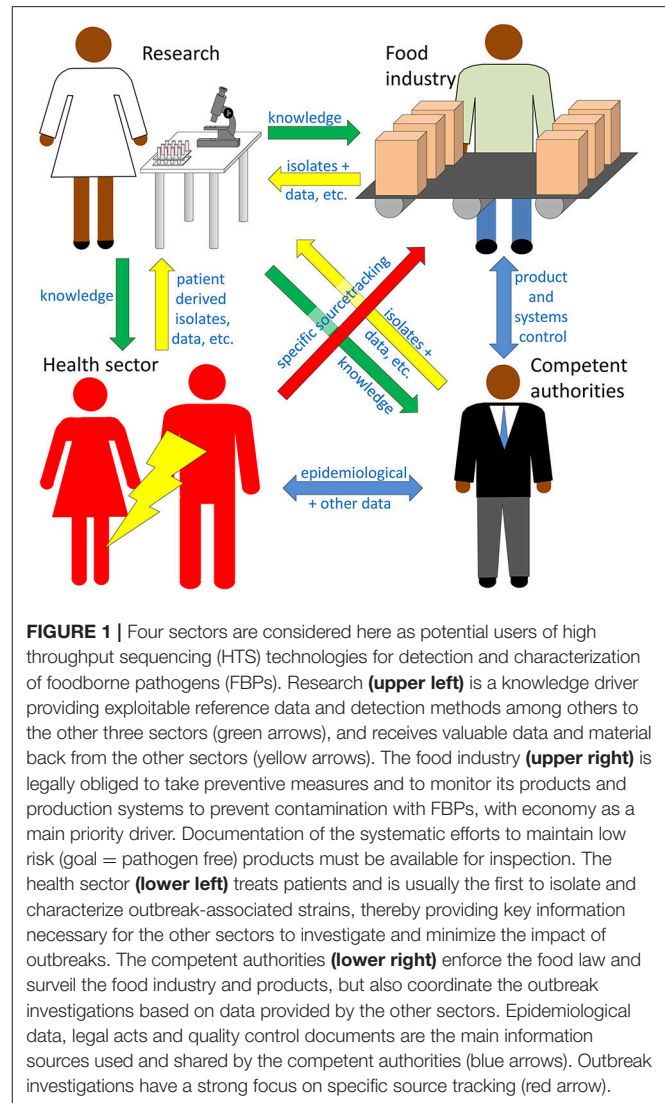 Research
Food
industry
knowledge
isolates +
data, etc.
knowledge
patient
derived
isolates,
data, etc.
specific sourcetracking
isolates +
data, etc.
knowledge
product
and
systems
control
Health sector
Competent
authorities
epidemiological
+ other data
FIGURE 1 | Four sectors are considered here as potential users of high
throughput sequencing (HTS) technologies for detection and characterization
of foodborne pathogens (FBPs). Research (upper left) is a knowledge driver
providing exploitable reference data and detection methods among others to
the other three sectors (green arrows), and receives valuable data and material
back from the other sectors (yellow arrows). The food industry (upper right) is
legally obliged to take preventive measures and to monitor its products and
production systems to prevent contamination with FBPs, with economy as a
main priority driver. Documentation of the systematic efforts to maintain low
risk (goal = pathogen free) products must be available for inspection. The
health sector (lower left) treats patients and is usually the first to isolate and
characterize outbreak-associated strains, thereby providing key information
necessary for the other sectors to investigate and minimize the impact of
outbreaks. The competent authorities (lower right) enforce the food law and
surveil the food industry and products, but also coordinate the outbreak
investigations based on data provided by the other sectors. Epidemiological
data, legal acts and quality control documents are the main information
sources used and shared by the competent authorities (blue arrows). Outbreak
investigations have a strong focus on specific source tracking (red arrow).